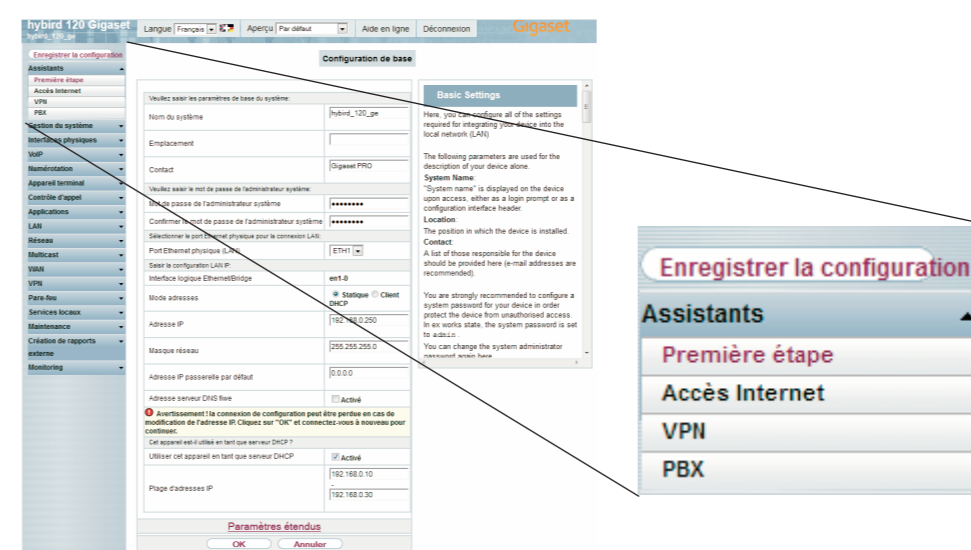 hybird 120 Gigaset
hybird_120_ge
Langue Français
Aperçu Par défaut
Aide en ligne
Déconnexion
Gigaset
Enregistrer la configuration
Assistants
Première étape
Accès Internet
VPN
PBX
Gestion du système
Interfaces physiques
VoIP
Numérotation
Appareil terminal
Contrôle d'appel
Applications
LAN
Réseau
Multicast
WAN
VPN
Pare-feu
Services locaux
Maintenance
Création de rapports
externe
Monitoring
Configuration de base
Veuillez saisir les paramètres de base du système:
Nom du système hybird_120_ge
Emplacement
Contact Gigaset PRO
Veuillez saisir le mot de passe de l'administrateur système:
Mot de passe de l'administrateur système ••••••••
Confirmer le mot de passe de l'administrateur système ••••••••
Sélectionner le port Ethernet physique pour la connexion LAN:
Port Ethernet physique (LAN) ETH1
Saisir la configuration LAN IP:
Interface logique Ethernet/Bridge en1-0
Mode adresses Statique Client
DHCP
Adresse IP 192.168.0.250
Masque réseau 255.255.255.0
Adresse IP passerelle par défaut 0.0.0.0
Adresse serveur DNS fixe Activé
Avertissement ! la connexion de configuration peut être perdue en cas de
modification de l'adresse IP. Cliquez sur "OK" et connectez-vous à nouveau pour
continuer.
Cet appareil est-il utilisé en tant que serveur DHCP ?
Utiliser cet appareil en tant que serveur DHCP Activé
Plage d'adresses IP
192.168.0.10
-
192.168.0.30
Paramètres étendus
OK Annuler
Basic Settings
Here, you can configure all of the settings
required for integrating your device into the
local network (LAN)
The following parameters are used for the
description of your device alone.
System Name:
"System name" is displayed on the device
upon access, either as a login prompt or as a
configuration interface header.
Location:
The position in which the device is installed.
Contact:
A list of those responsible for the device
should be provided here (e-mail addresses are
recommended).
You are strongly recommended to configure a
system password for your device in order
protect the device from unauthorised access.
In ex works state, the system password is set
to admin.
You can change the system administrator
password again here.
Enregistrer la configuration
Assistants
Première étape
Accès Internet
VPN
PBX